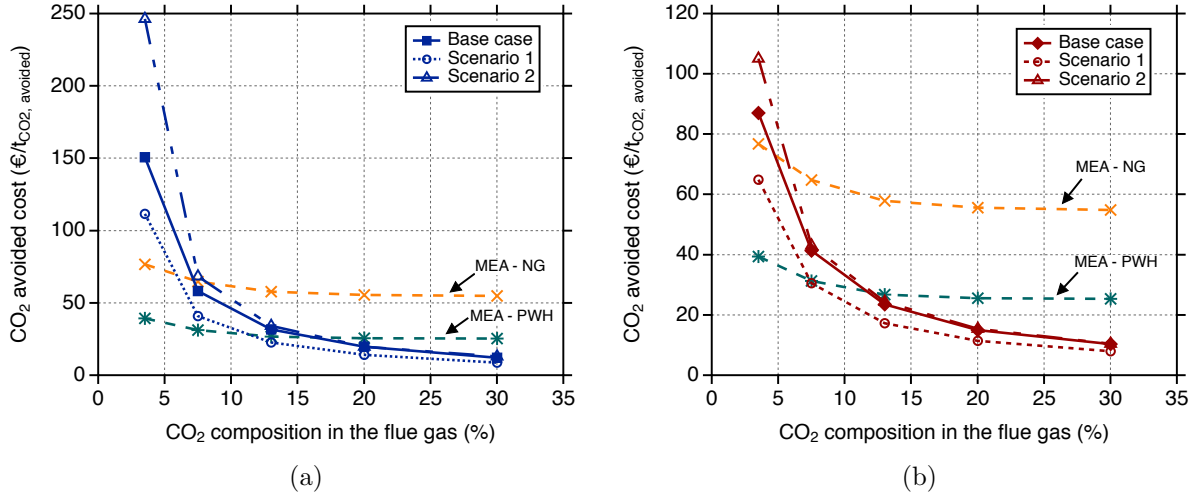 250
200
150
100
50
0
CO2 avoided cost (€/tCO2, avoided)
Base case
Scenario 1
Scenario 2
MEA - NG
MEA - PWH
0 5 10 15 20 25 30 35
CO2 composition in the flue gas (%)
(a)
120
100
80
60
40
20
0
CO2 avoided cost (€/tCO2, avoided)
Base case
Scenario 1
Scenario 2
MEA - NG
MEA - PWH
0 5 10 15 20 25 30 35
CO2 composition in the flue gas (%)
(b)